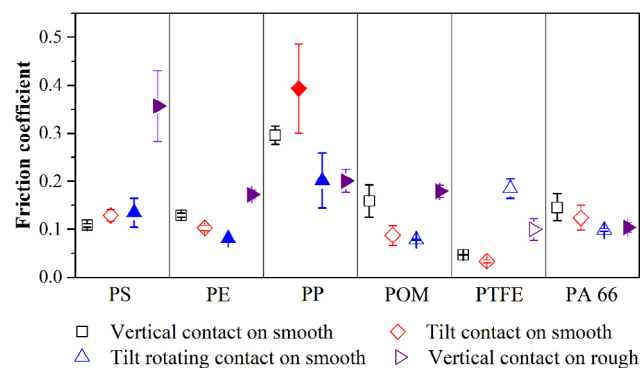 Friction coefficient
0.5
0.4
0.3
0.2
0.1
0.0
PS PE PP POM PTFE PA 66
Vertical contact on smooth Tilt contact on smooth
Tilt rotating contact on smooth Vertical contact on rough